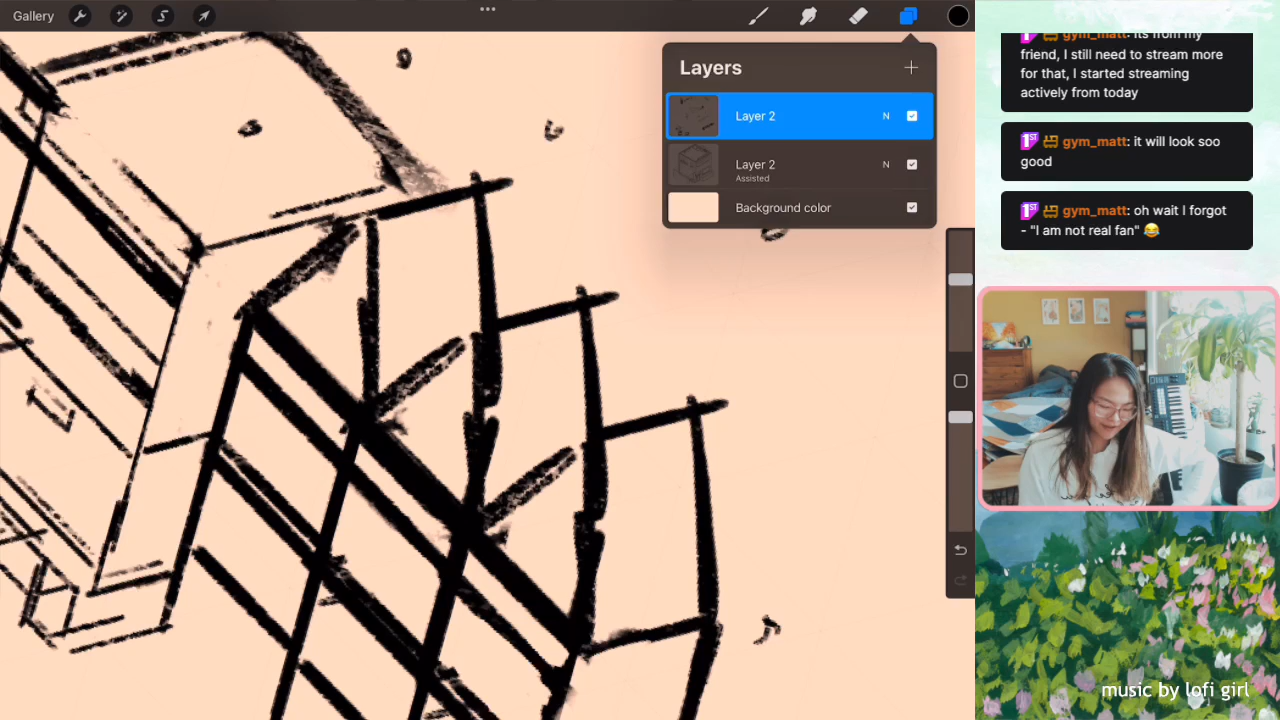 Gallery
Layers
Layer 2
N
Layer 2
N
Assisted
Background color
gym_matt: its from my
friend, I still need to stream more
for that, I started streaming
actively from today
gym_matt: it will look soo
good
gym_matt: oh wait I forgot
- "I am not real fan" 😂
music by lofi girl